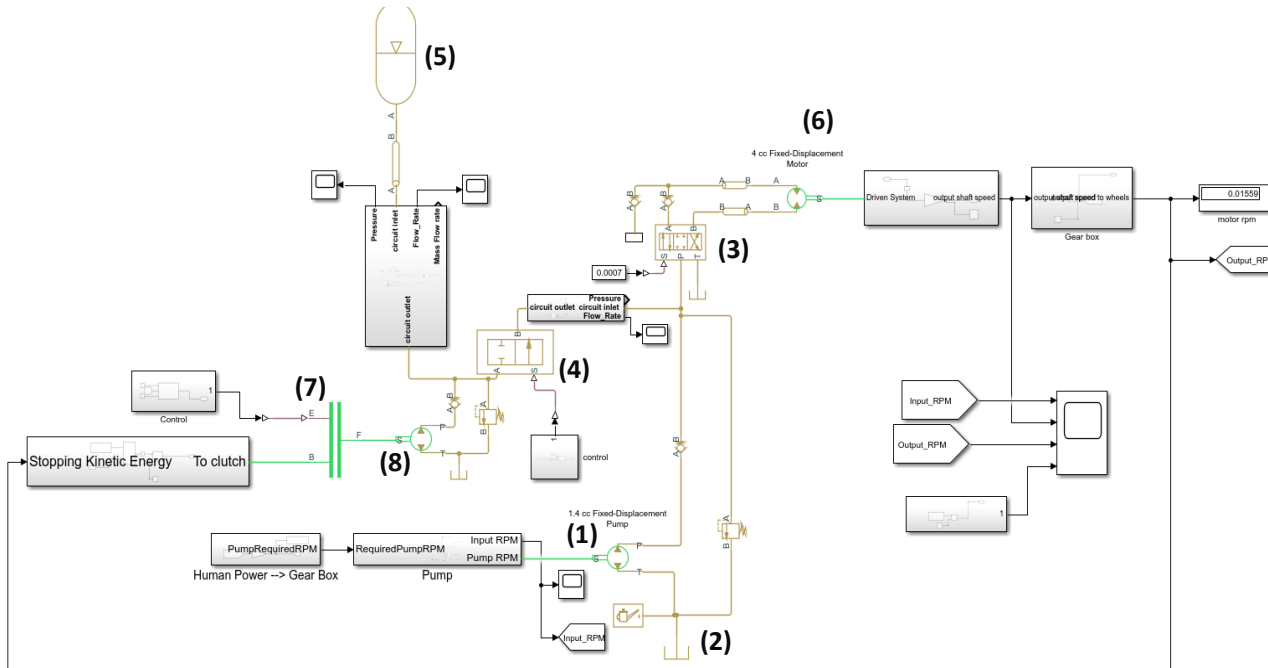 (5)
A
B
A
Pressure
circuit inlet
Flow_Rate
Mass Flow rate
circuit outlet
(6)
4 cc Fixed-Displacement
Motor
A B A
B A B
S
B
A
B
A
Driven System
output shaft speed
output shaft speed to wheels
Gear box
0.01559
motor rpm
Output_RP
A
B
S
P
T
(3)
0.0007
Pressure
circuit outlet
circuit inlet
Flow_Rate
B
A
S
(4)
1
Control
(7)
E
F
B
Stopping Kinetic Energy
To clutch
S
P
T
(8)
B
A
A
B
1
control
Input_RPM
Output_RPM
1
B
A
1.4 cc Fixed-Displacement
Pump
(1)
PumpRequiredRPM
Human Power --> Gear Box
RequiredPumpRPM
Input RPM
Pump RPM
Pump
S
P
T
A
B
Input_RPM
(2)